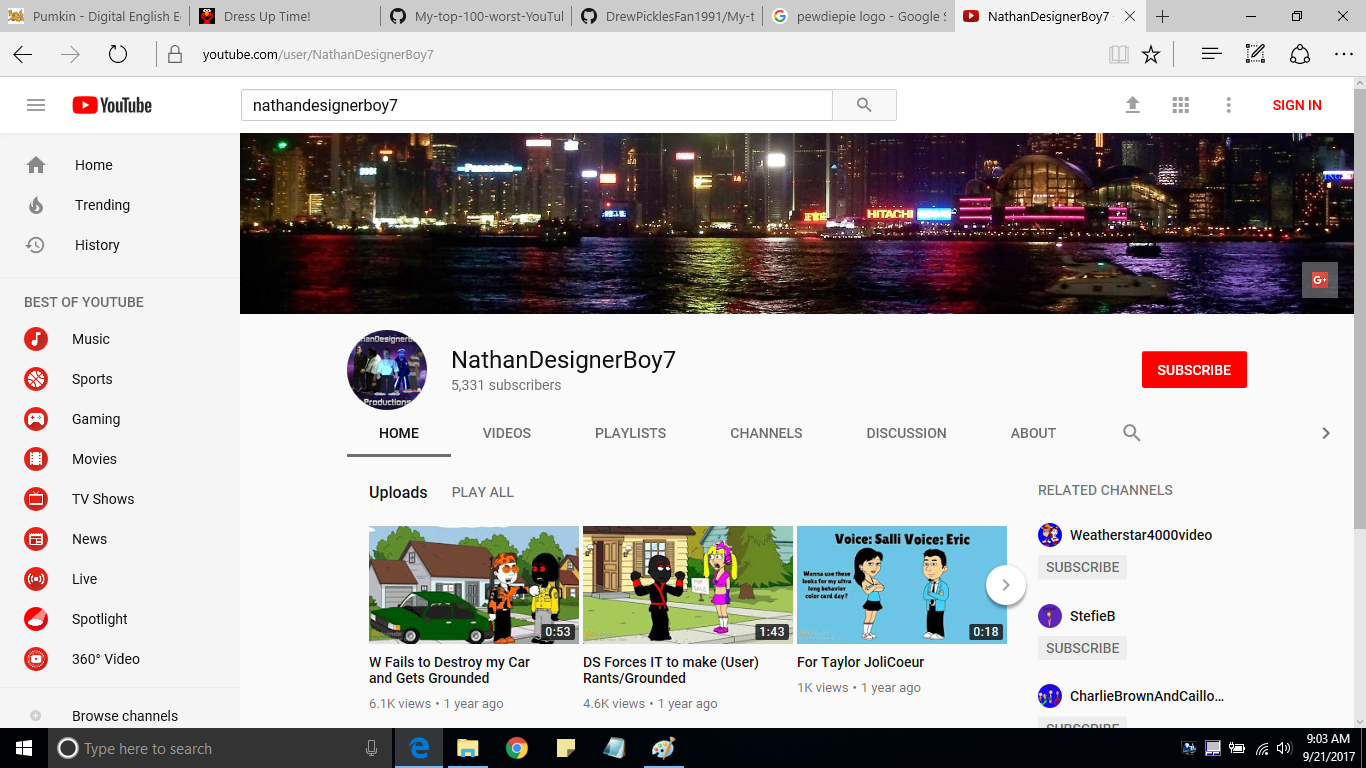 Pumkin - Digital English E
Dress Up Time!
My-top-100-worst-YouTul
DrewPicklesFan1991/My-t
pewdiepie logo - Google S
NathanDesignerBoy7
youtube.com/user/NathanDesignerBoy7
YouTube
nathandesignerboy7
SIGN IN
Home
Trending
History
BEST OF YOUTUBE
Music
Sports
Gaming
Movies
TV Shows
News
Live
Spotlight
360° Video
Browse channels
Panasonic
HITACHI
G+
NathanDesignerBoy7
5,331 subscribers
SUBSCRIBE
Productions
HOME
VIDEOS
PLAYLISTS
CHANNELS
DISCUSSION
ABOUT
Uploads
PLAY ALL
0:53
W Fails to Destroy my Car
and Gets Grounded
6.1K views • 1 year ago
1:43
DS Forces IT to make (User)
Rants/Grounded
4.6K views • 1 year ago
Voice: Salli Voice: Eric
Wanna use these
looks for my ultra
long behavior
color card day?
0:18
For Taylor JoliCoeur
1K views • 1 year ago
RELATED CHANNELS
Weatherstar4000video
SUBSCRIBE
StefieB
SUBSCRIBE
CharlieBrownAndCaillo...
SUBSCRIBE
Type here to search
9:03 AM
9/21/2017